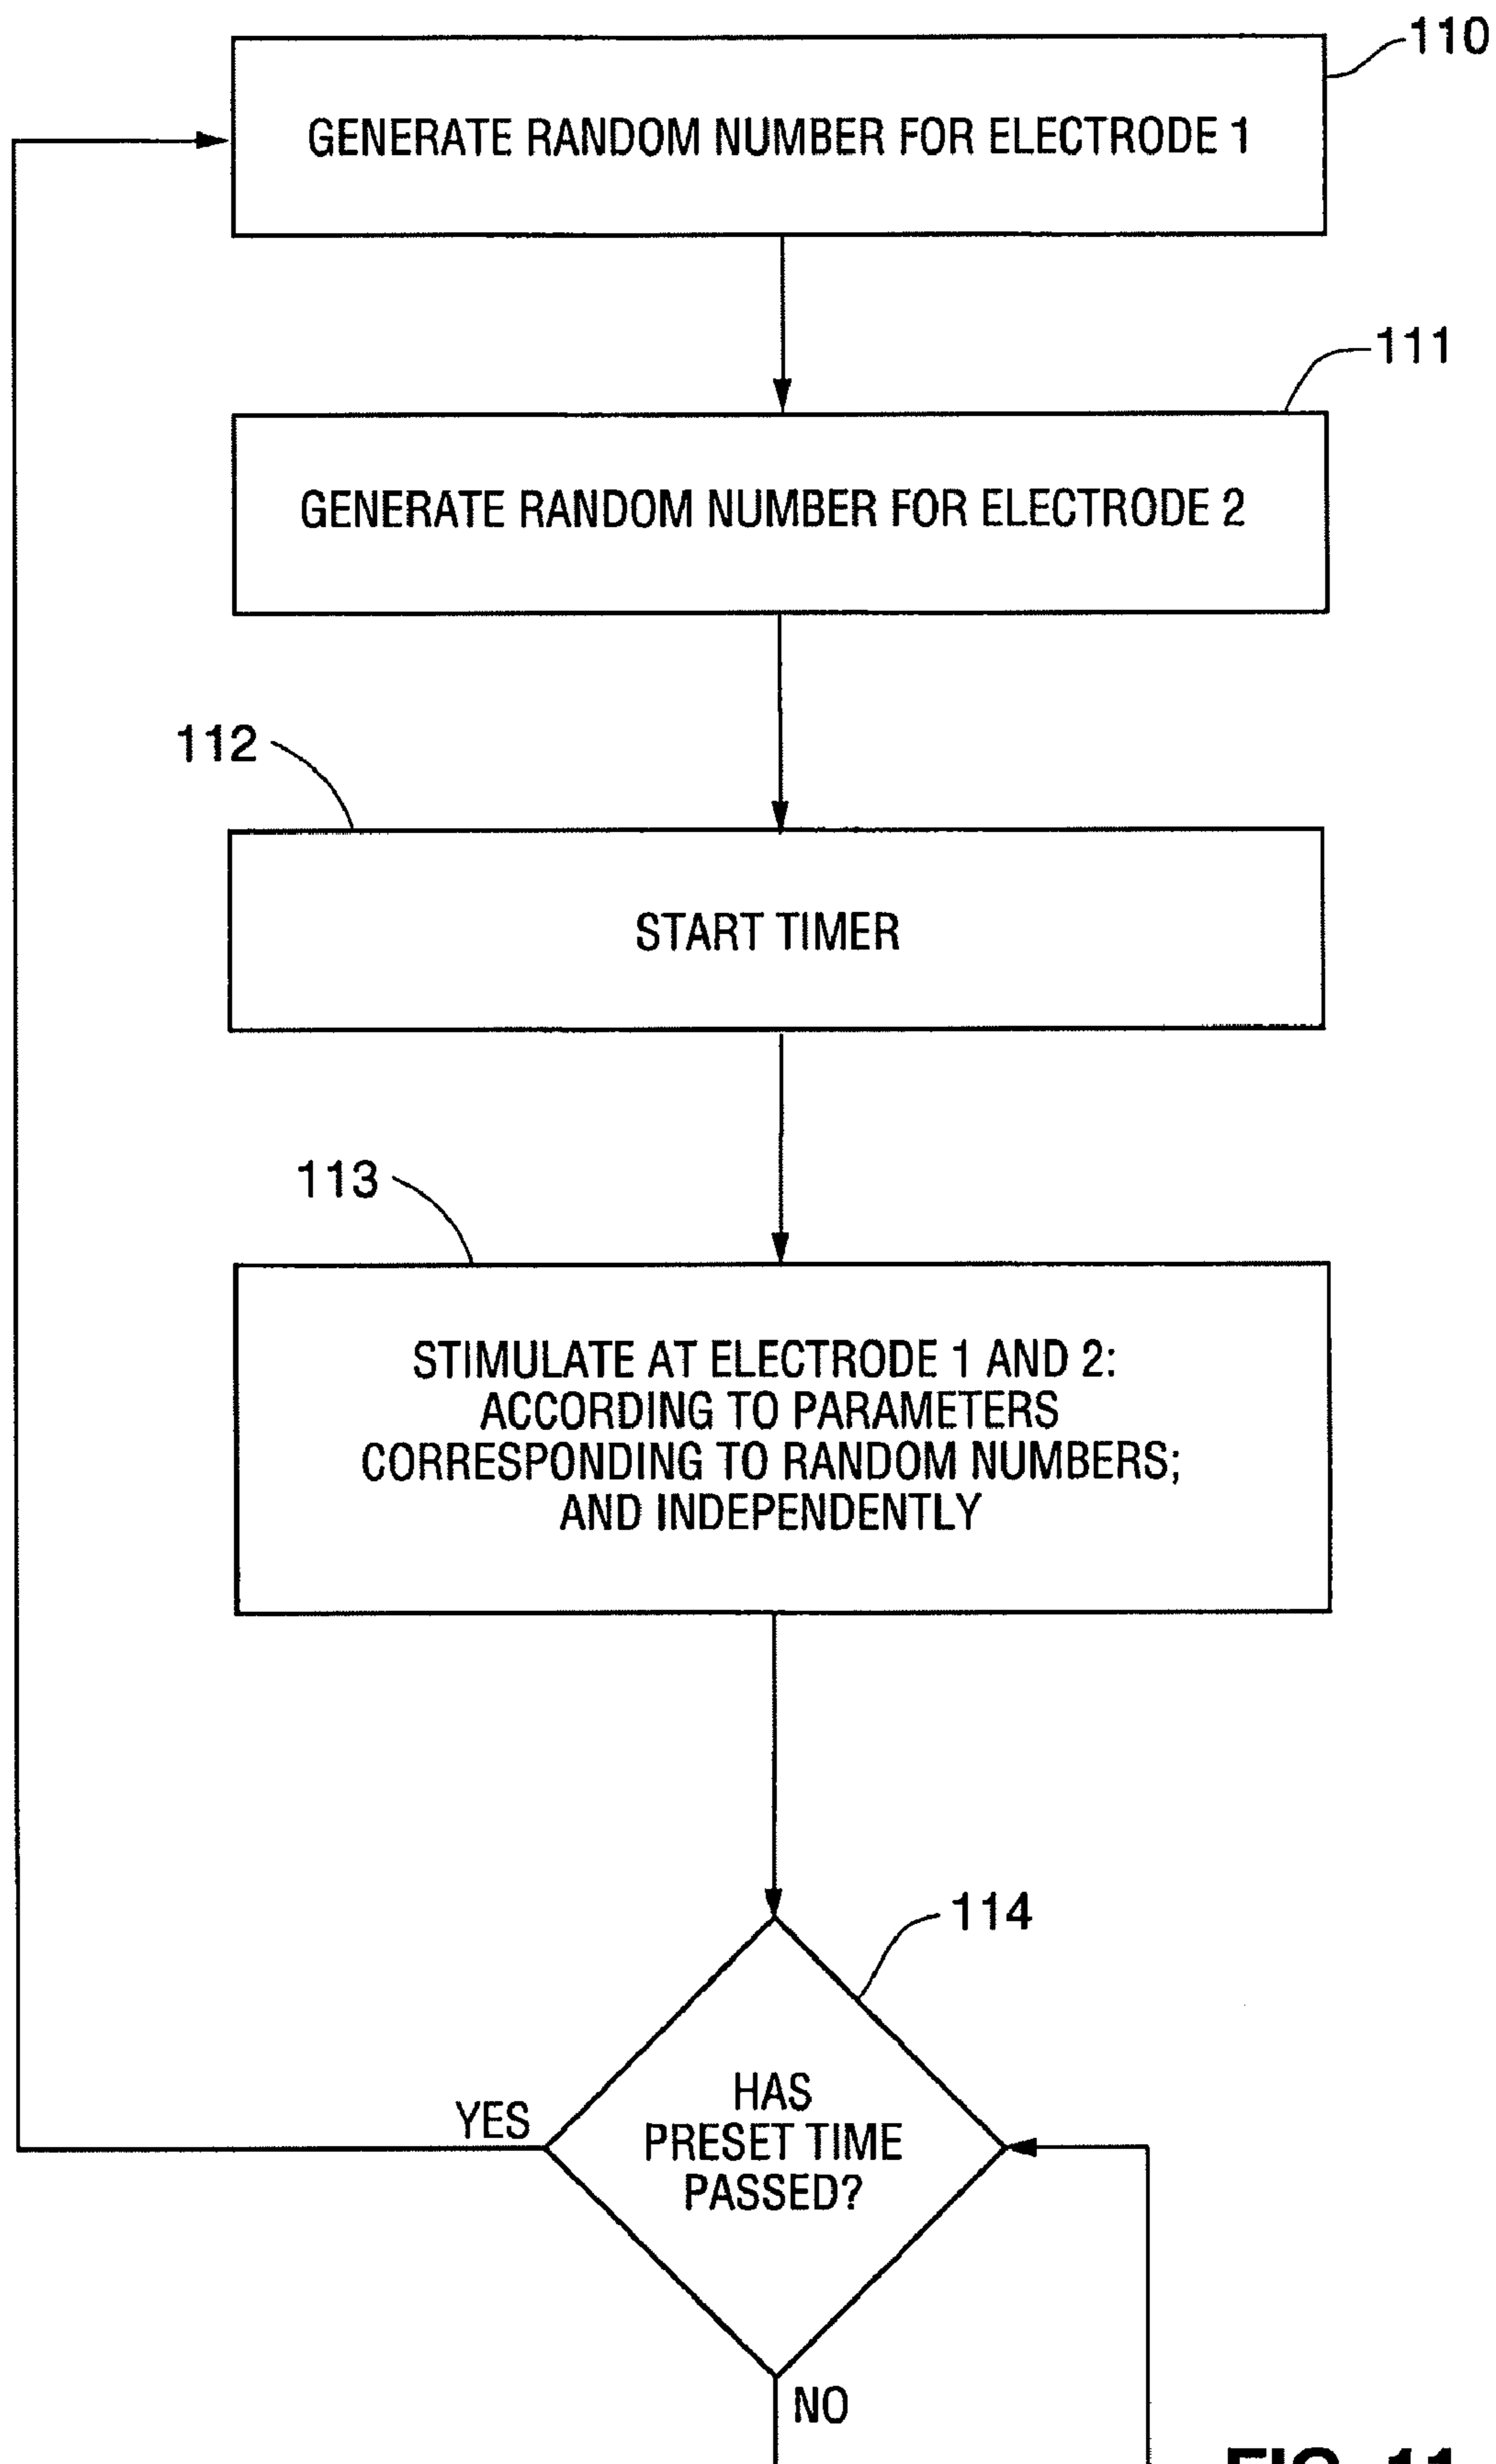 110
GENERATE RANDOM NUMBER FOR ELECTRODE 1
111
GENERATE RANDOM NUMBER FOR ELECTRODE 2
112
START TIMER
113
STIMULATE AT ELECTRODE 1 AND 2:
ACCORDING TO PARAMETERS
CORRESPONDING TO RANDOM NUMBERS;
AND INDEPENDENTLY
114
HAS
PRESET TIME
PASSED?
YES
NO
FIG. 11